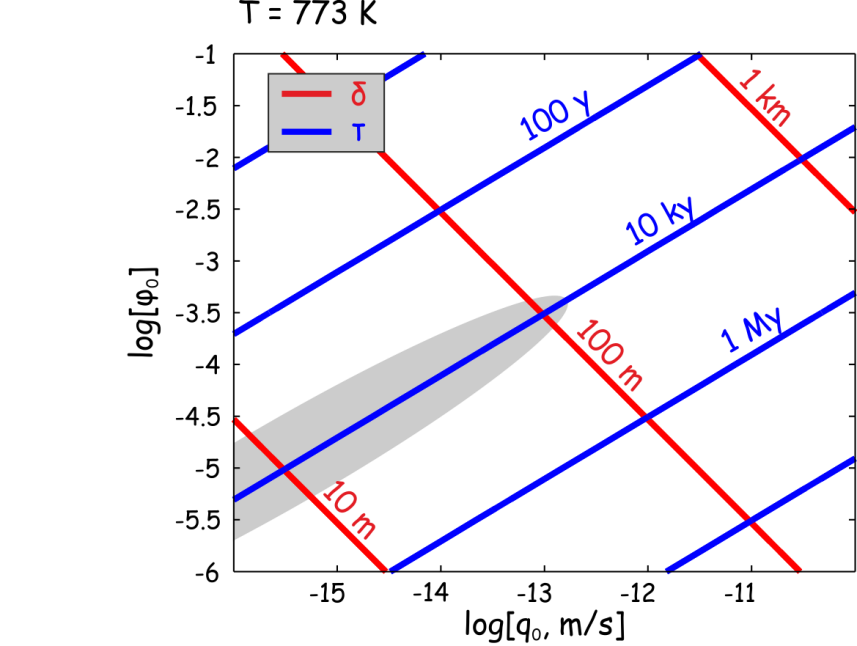 T = 773 K
-1
-1.5
-2
-2.5
-3
-3.5
-4
-4.5
-5
-5.5
-6
log[φ₀]
δ
τ
100 y
1 km
10 ky
100 m
1 My
10 m
-15
-14
-13
-12
-11
log[q₀, m/s]